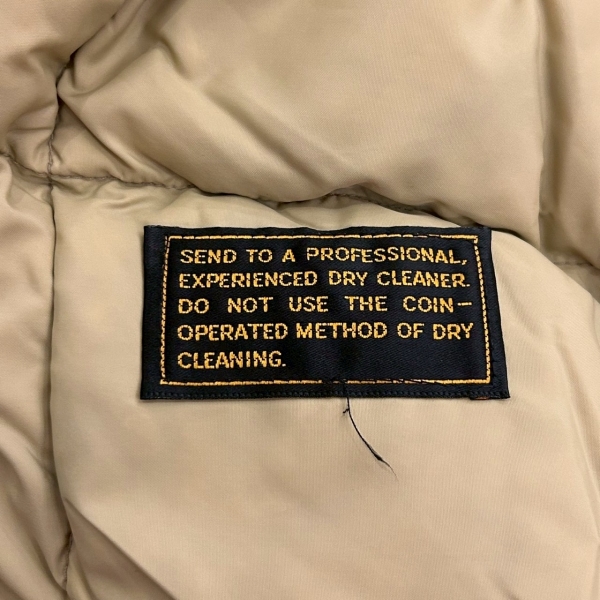 SEND TO A PROFESSIONAL,
EXPERIENCED DRY CLEANER.
DO NOT USE THE COIN-
OPERATED METHOD OF DRY
CLEANING.